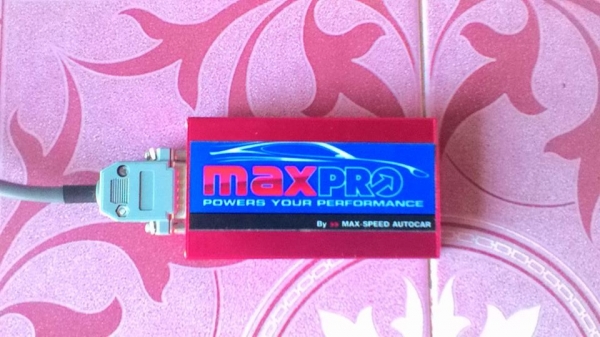 maxPRO
POWERS YOUR PERFORMANCE
By >> MAX-SPEED AUTOCAR